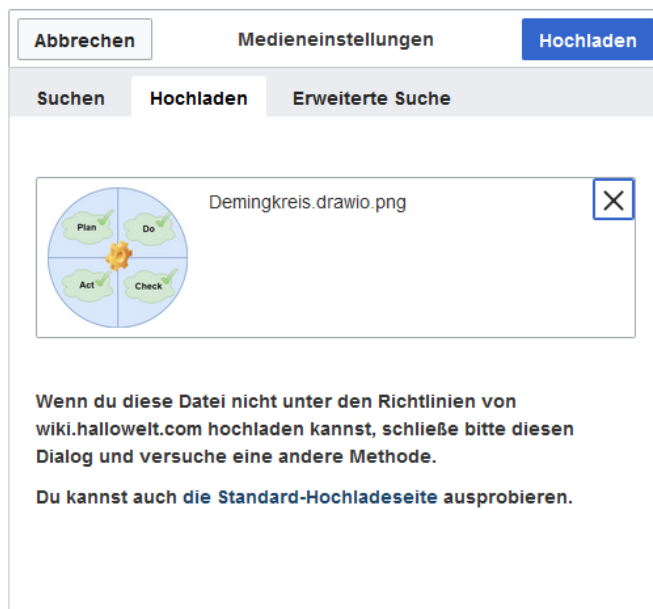 Abbrechen Medieneinstellungen Hochladen
Suchen Hochladen Erweiterte Suche
Demingkreis.drawio.png
Plan Do
Act Check
Wenn du diese Datei nicht unter den Richtlinien von
wiki.hallowelt.com hochladen kannst, schließe bitte diesen
Dialog und versuche eine andere Methode.
Du kannst auch die Standard-Hochladeseite ausprobieren.